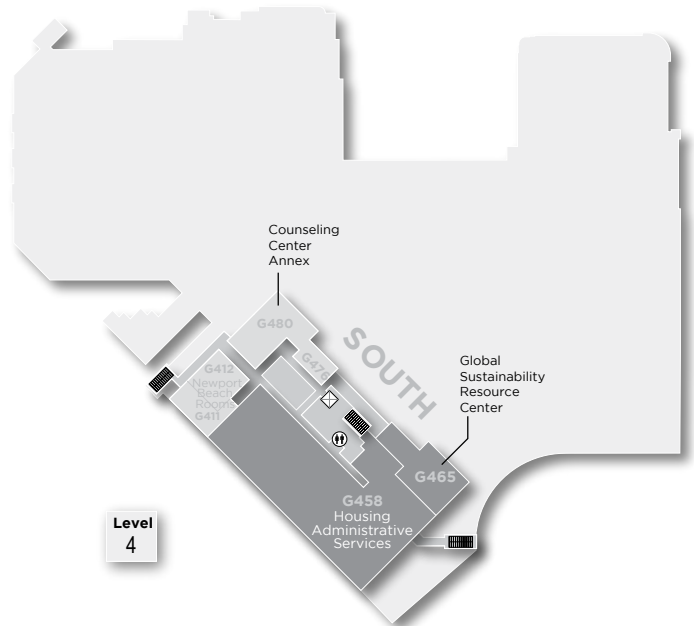 Counseling
Center
Annex
G480
SOUTH
G476
G412
Newport
Beach
Rooms
G411
Global
Sustainability
Resource
Center
G465
G458
Housing
Administrative
Services
Level
4